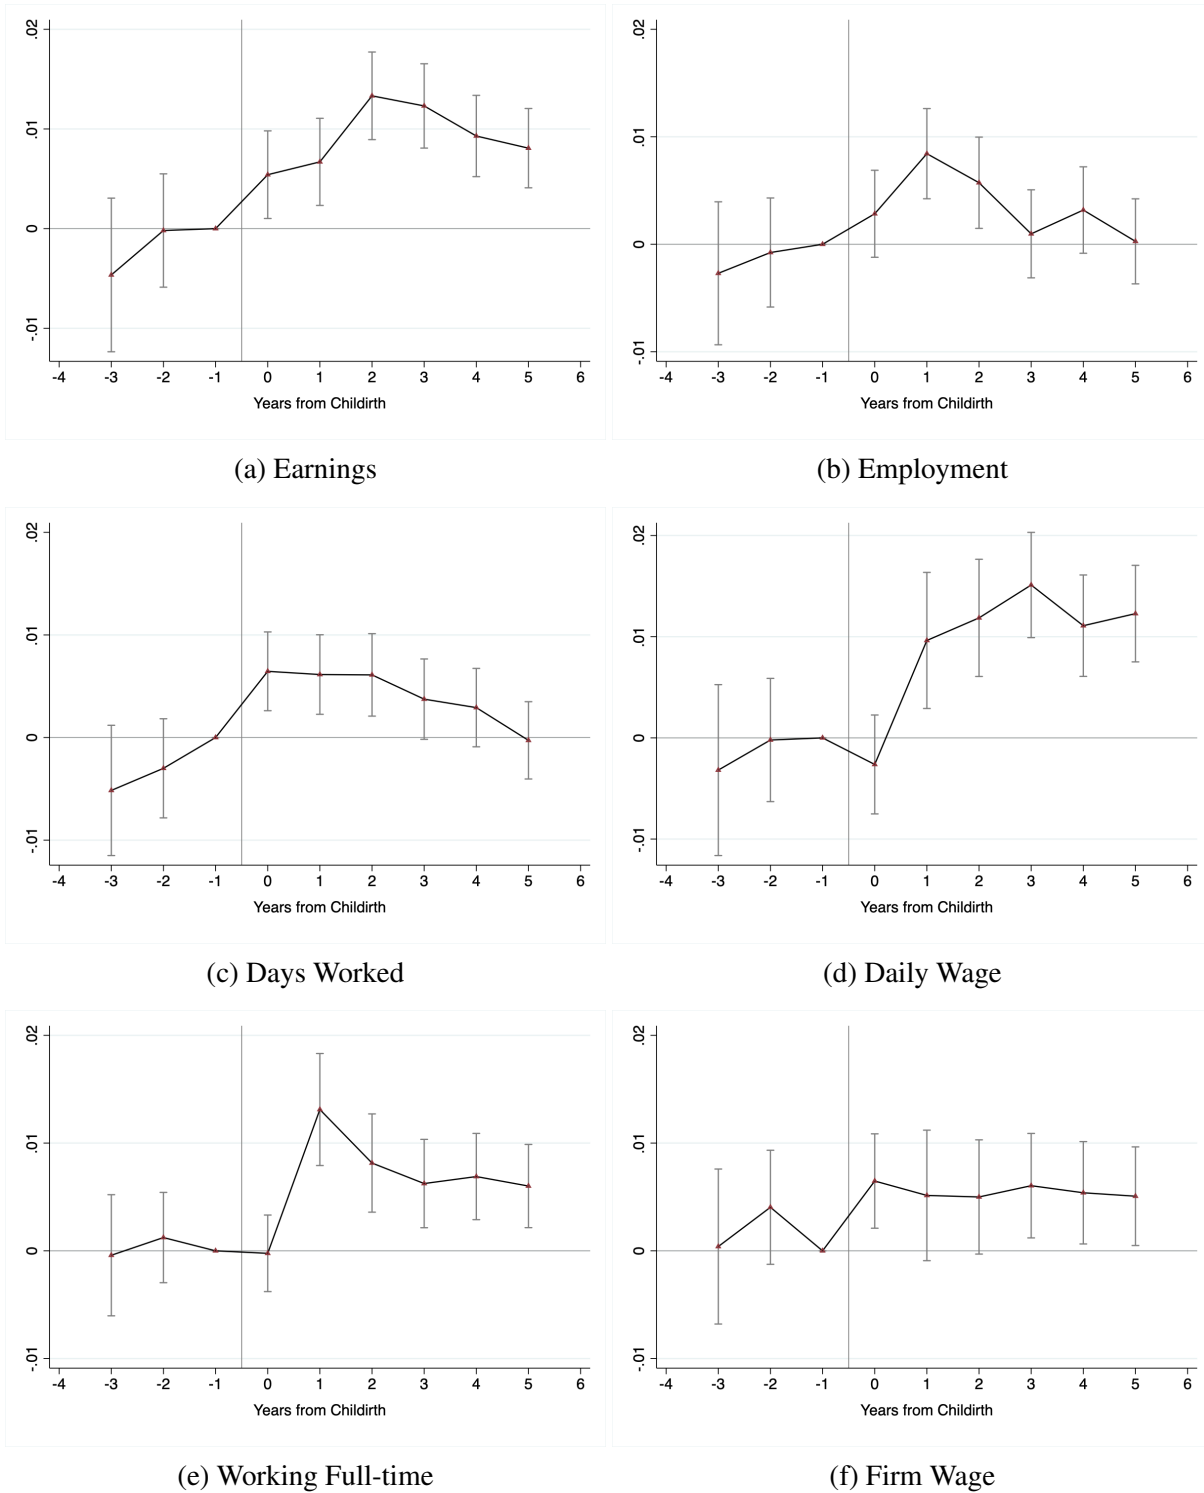 .02
.01
0
-.01
-4 -3 -2 -1 0 1 2 3 4 5 6
Years from Childirth
(a) Earnings
.02
.01
0
-.01
-4 -3 -2 -1 0 1 2 3 4 5 6
Years from Childirth
(b) Employment
.02
.01
0
-.01
-4 -3 -2 -1 0 1 2 3 4 5 6
Years from Childirth
(c) Days Worked
.02
.01
0
-.01
-4 -3 -2 -1 0 1 2 3 4 5 6
Years from Childirth
(d) Daily Wage
.02
.01
0
-.01
-4 -3 -2 -1 0 1 2 3 4 5 6
Years from Childirth
(e) Working Full-time
.02
.01
0
-.01
-4 -3 -2 -1 0 1 2 3 4 5 6
Years from Childirth
(f) Firm Wage